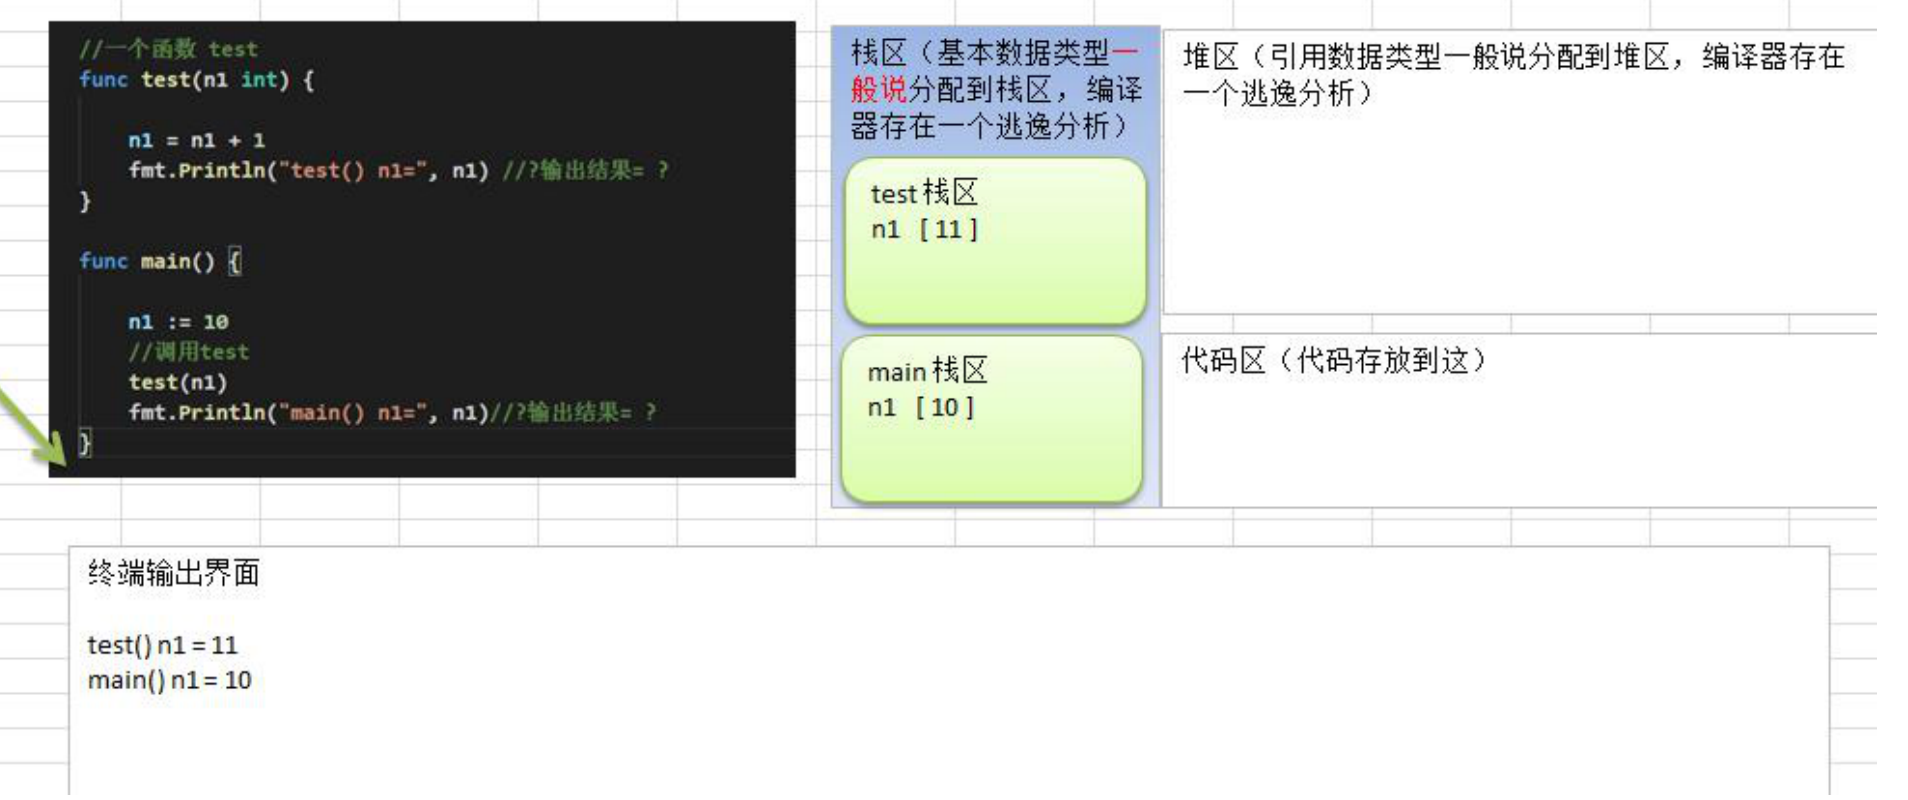 //一个函数 test
func test(n1 int) {
n1 = n1 + 1
fmt.Println("test() n1=", n1) //?输出结果= ?
}
func main() {
n1 := 10
//调用test
test(n1)
fmt.Println("main() n1=", n1)//?输出结果= ?
}
栈区（基本数据类型一
般说分配到栈区，编译
器存在一个逃逸分析）
test 栈区
n1 [ 11 ]
main 栈区
n1 [ 10 ]
堆区（引用数据类型一般说分配到堆区，编译器存在
一个逃逸分析）
代码区（代码存放到这）
终端输出界面
test() n1 = 11
main() n1 = 10